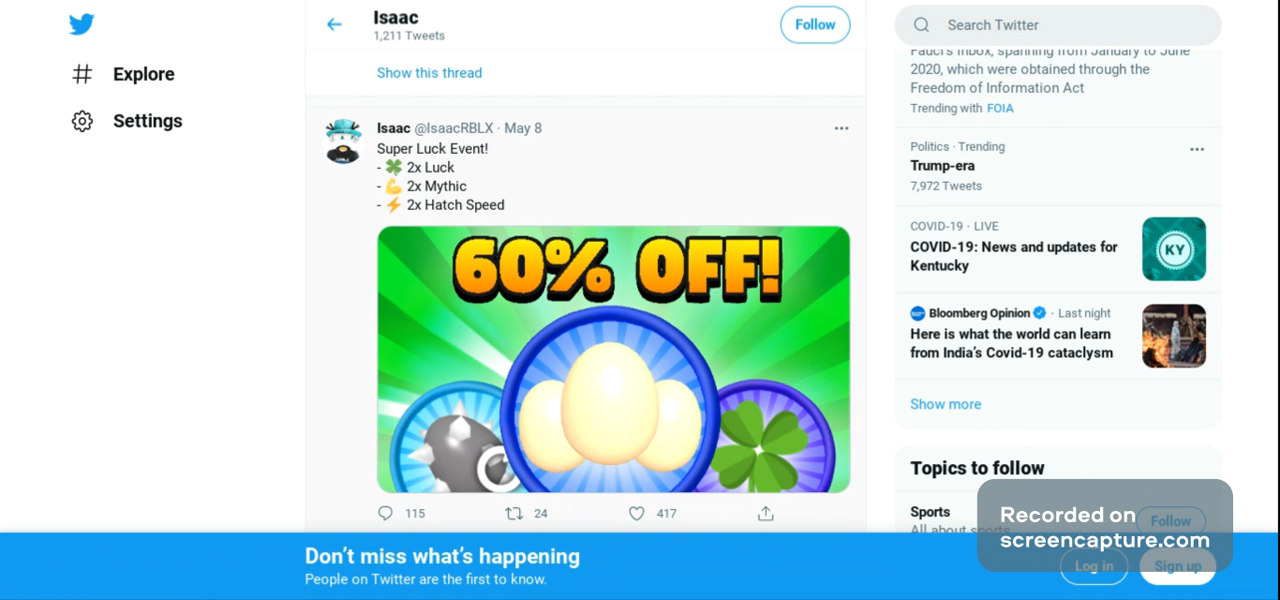 Explore
Settings
Isaac
1,211 Tweets
Follow
Show this thread
Isaac @IsaacRBLX · May 8
Super Luck Event!
- 🍀 2x Luck
- 💪 2x Mythic
- ⚡ 2x Hatch Speed
60% OFF!
115
24
417
Search Twitter
Fauci's inbox, spanning from January to June
2020, which were obtained through the
Freedom of Information Act
Trending with FOIA
Politics · Trending
Trump-era
7,972 Tweets
COVID-19 · LIVE
COVID-19: News and updates for
Kentucky
KY
Bloomberg Opinion · Last night
Here is what the world can learn
from India's Covid-19 cataclysm
Show more
Topics to follow
Sports
All about sports
Follow
Recorded on
screencapture.com
Don't miss what's happening
People on Twitter are the first to know.
Log in
Sign up